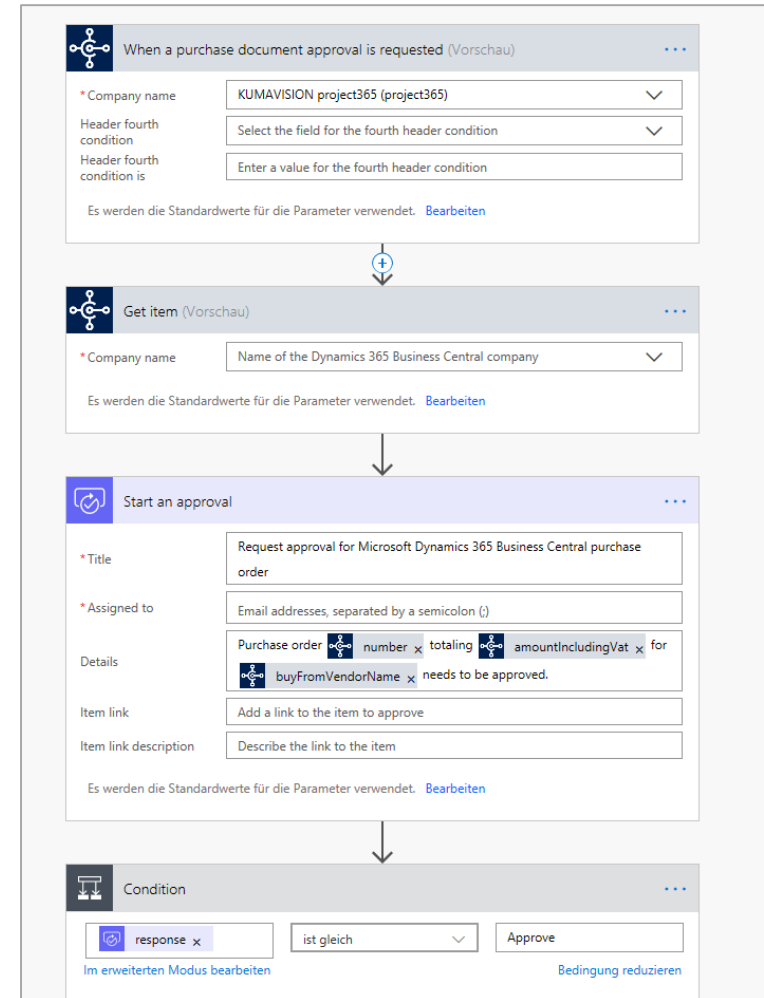 When a purchase document approval is requested (Vorschau)
* Company name
KUMAVISION project365 (project365)
Header fourth
condition
Select the field for the fourth header condition
Header fourth
condition is
Enter a value for the fourth header condition
Es werden die Standardwerte für die Parameter verwendet. Bearbeiten
Get item (Vorschau)
* Company name
Name of the Dynamics 365 Business Central company
Es werden die Standardwerte für die Parameter verwendet. Bearbeiten
Start an approval
* Title
Request approval for Microsoft Dynamics 365 Business Central purchase
order
* Assigned to
Email addresses, separated by a semicolon (;)
Details
Purchase order number x totaling amountIncludingVat x for
buyFromVendorName x needs to be approved.
Item link
Add a link to the item to approve
Item link description
Describe the link to the item
Es werden die Standardwerte für die Parameter verwendet. Bearbeiten
Condition
response x
ist gleich
Approve
Im erweiterten Modus bearbeiten
Bedingung reduzieren